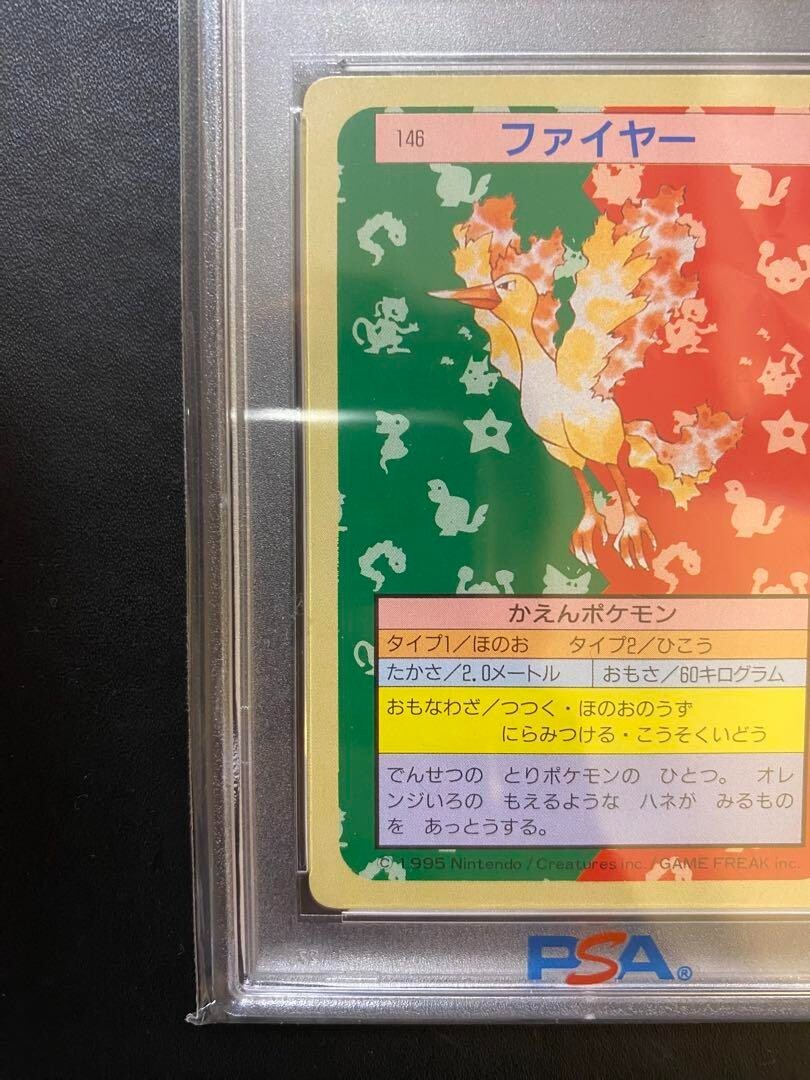 146 ファイヤー
かえんポケモン
タイプ1/ほのお タイプ2/ひこう
たかさ/2.0メートル おもさ/60キログラム
おもなわざ/つつく・ほのおのうず
にらみつける・こうそくいどう
でんせつの とりポケモンの ひとつ。 オレ
ンジいろの もえるような ハネが みるもの
を あっとうする。
© 1995 Nintendo / Creatures inc. / GAME FREAK inc.
PSA®